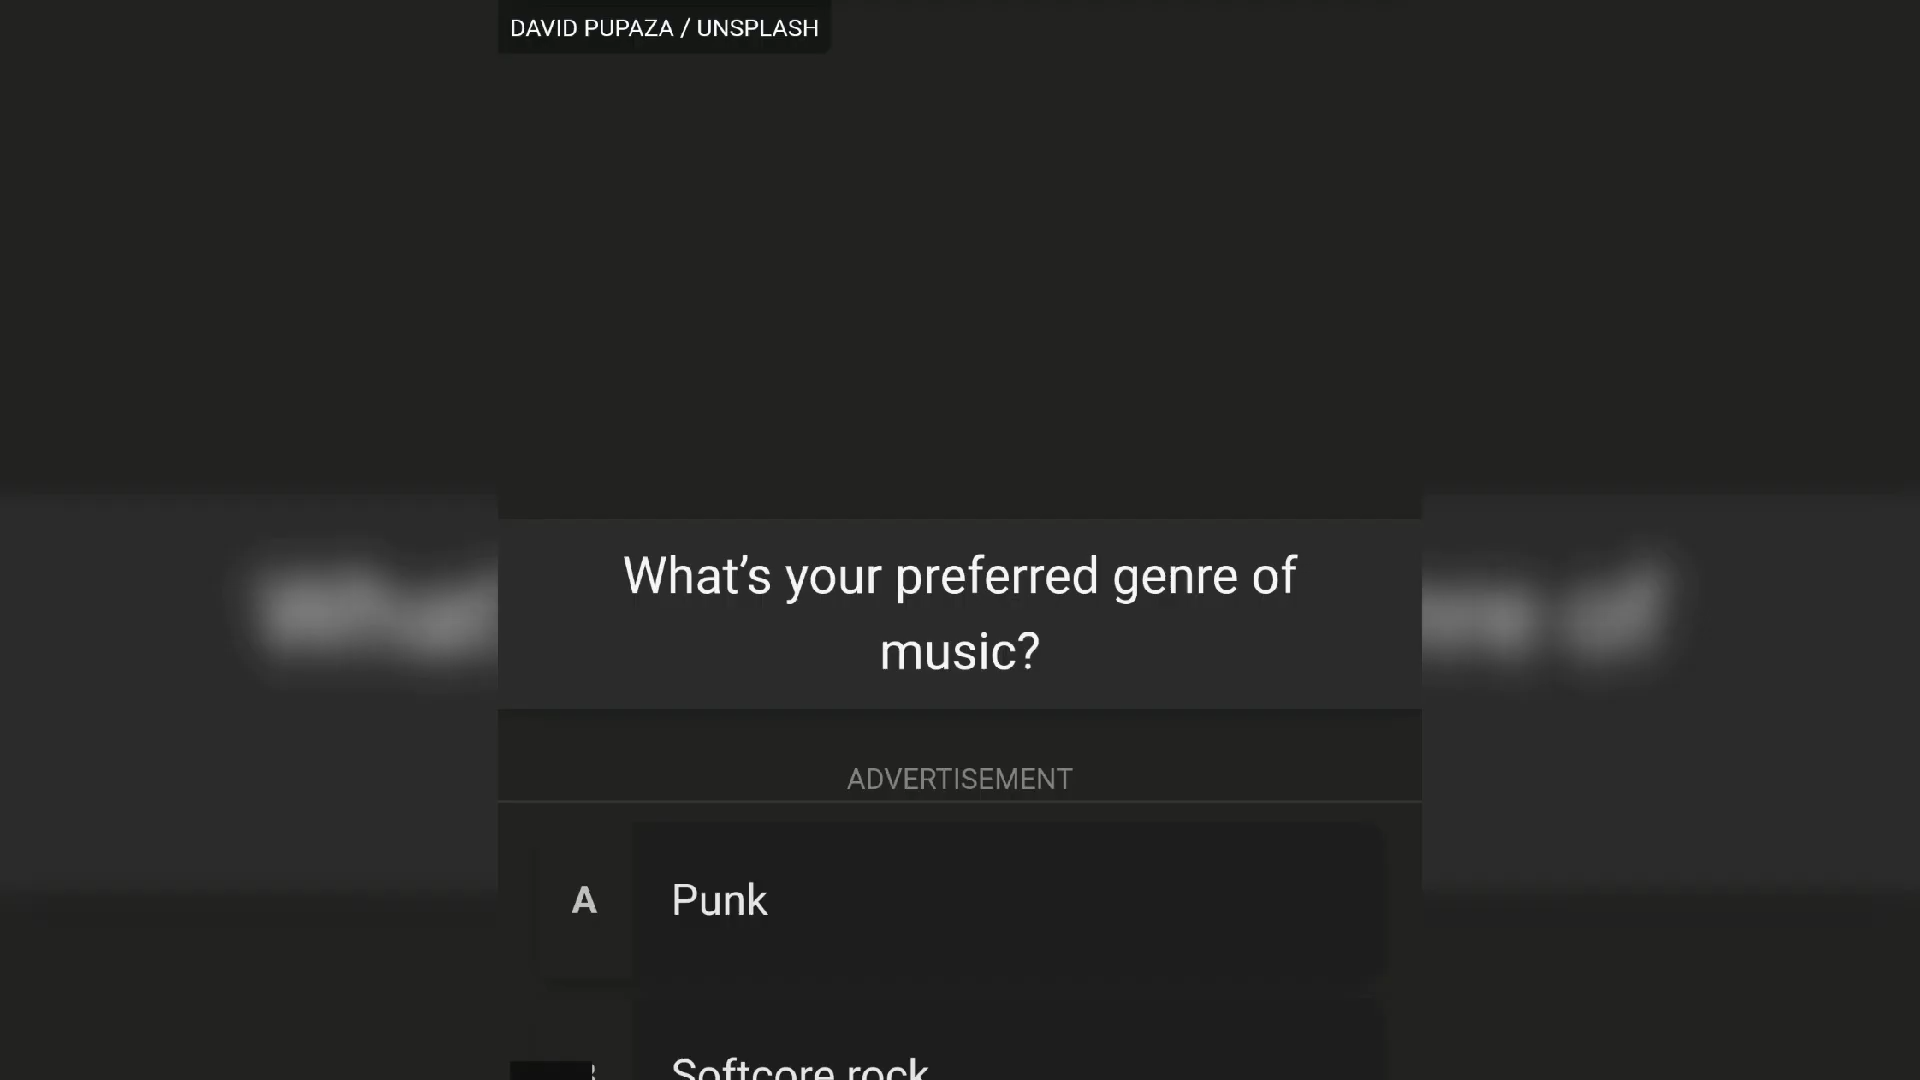 DAVID PUPAZA / UNSPLASH
What’s your preferred genre of
music?
ADVERTISEMENT
A
Punk
Softcore rock